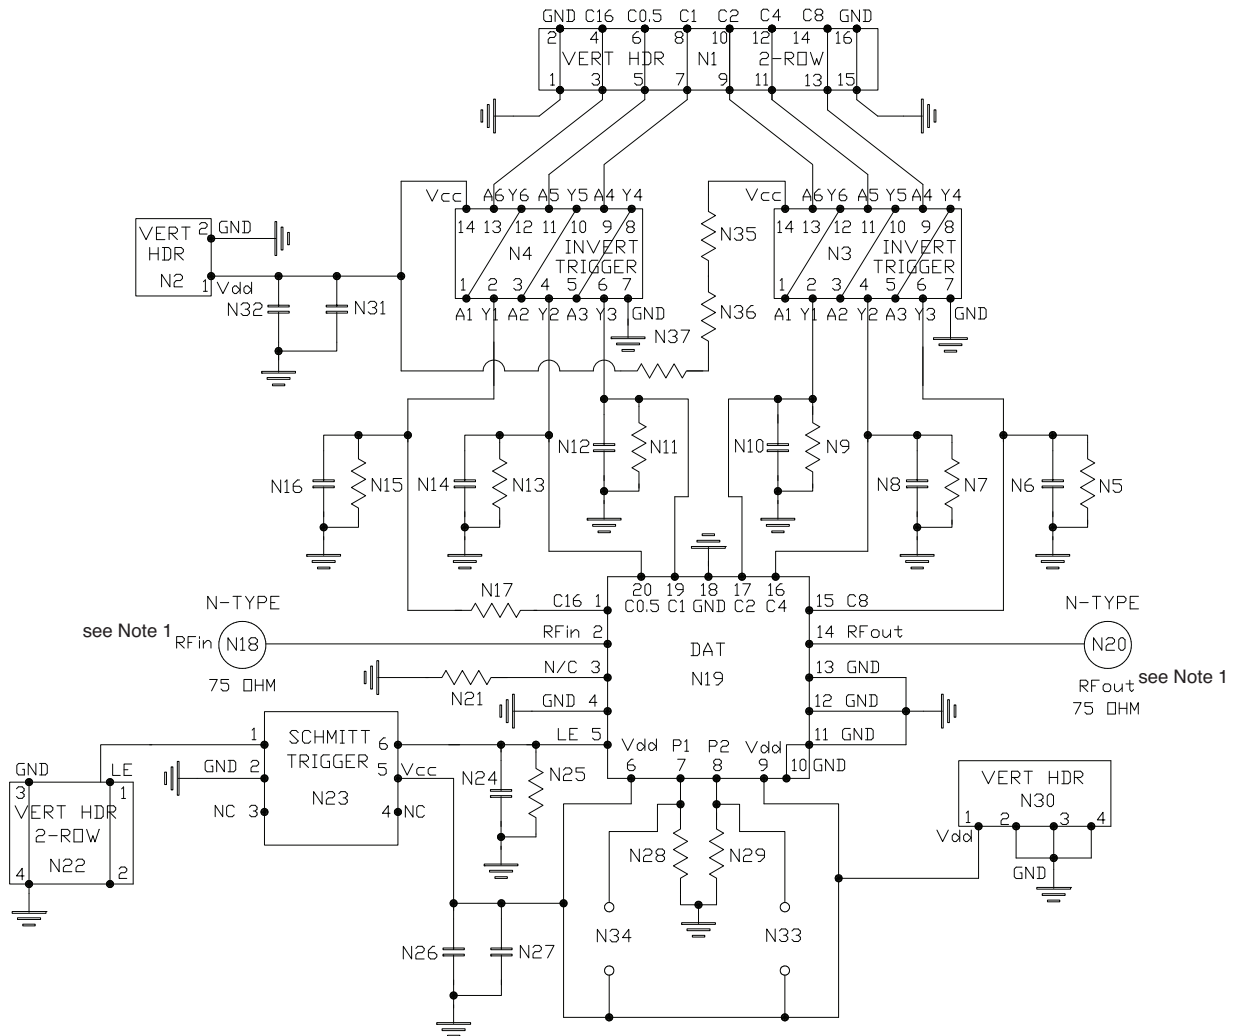 GND C16 C0.5 C1 C2 C4 C8 GND
2 4 6 8 10 12 14 16
VERT HDR N1 2-ROW
1 3 5 7 9 11 13 15
Vcc A6 Y6 A5 Y5 A4 Y4
14 13 12 11 10 9 8
N4 INVERT
TRIGGER
1 2 3 4 5 6 7
A1 Y1 A2 Y2 A3 Y3 GND
Vcc A6 Y6 A5 Y5 A4 Y4
14 13 12 11 10 9 8
N3 INVERT
TRIGGER
1 2 3 4 5 6 7
A1 Y1 A2 Y2 A3 Y3 GND
VERT 2 GND
HDR
N2 1 Vdd
N32 N31
N35
N36
N37
N16 N15 N14 N13 N12 N11 N10 N9 N8 N7 N6 N5
20 19 18 17 16
C0.5 C1 GND C2 C4
N17 C16 1
15 C8
N-TYPE
see Note 1 RFin N18 RFin 2
75 OHM
14 RFout
N-TYPE
N20
RFout see Note 1
75 OHM
DAT
N19
N/C 3
N21
GND 4
LE 5
13 GND
12 GND
11 GND
Vdd P1 P2 Vdd
6 7 8 9 10 GND
1 SCHMITT 6
TRIGGER
GND 2 5 Vcc
N23
NC 3 4 NC
GND LE
3 1
VERT HDR
2-ROW
N22
4 2
N24 N25
N28 N29
N26 N27
N34 N33
VERT HDR
N30
1 2 3 4
Vdd
GND